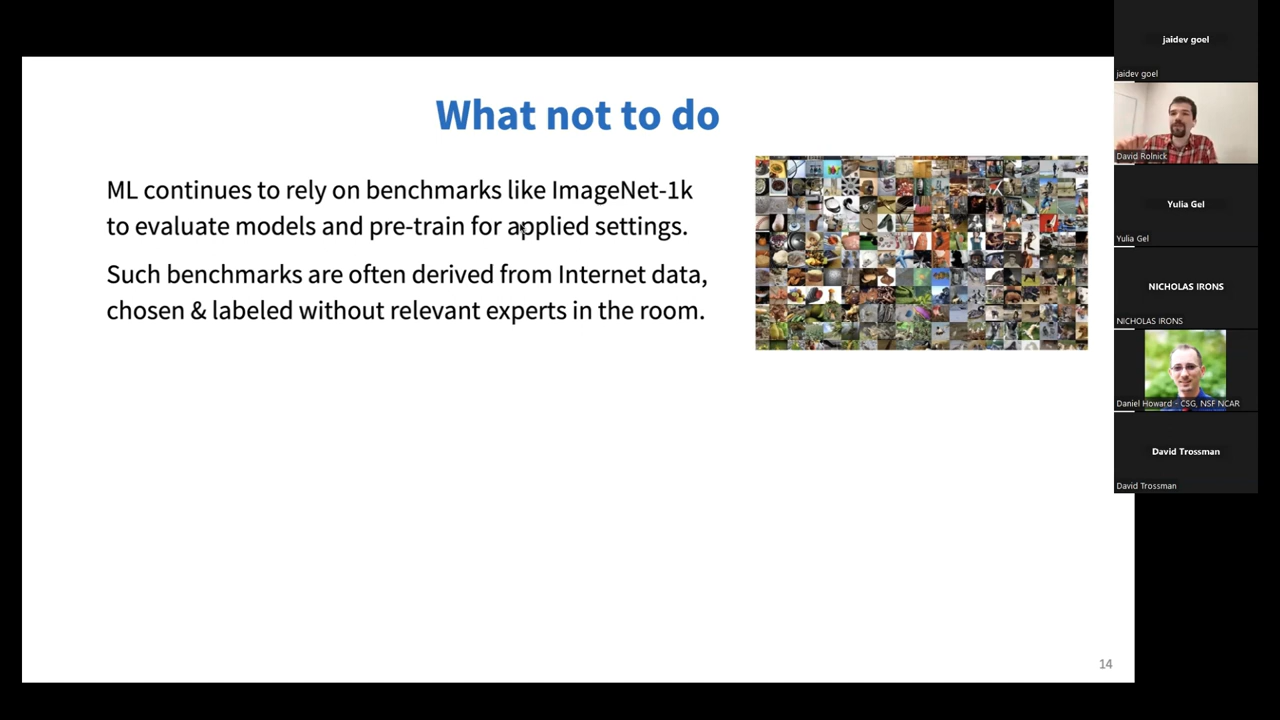 What not to do
ML continues to rely on benchmarks like ImageNet-1k
to evaluate models and pre-train for applied settings.
Such benchmarks are often derived from Internet data,
chosen & labeled without relevant experts in the room.
14
jaidev goel
jaidev goel
David Rolnick
Yulia Gel
Yulia Gel
NICHOLAS IRONS
NICHOLAS IRONS
Daniel Howard - CSG, NSF NCAR
David Trossman
David Trossman